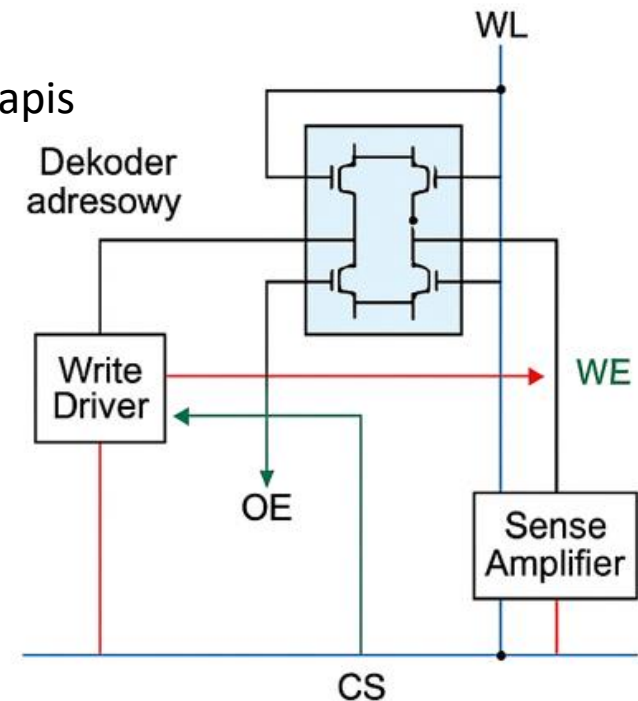 WL
apis
Dekoder
adresowy
Write
Driver
WE
OE
Sense
Amplifier
CS